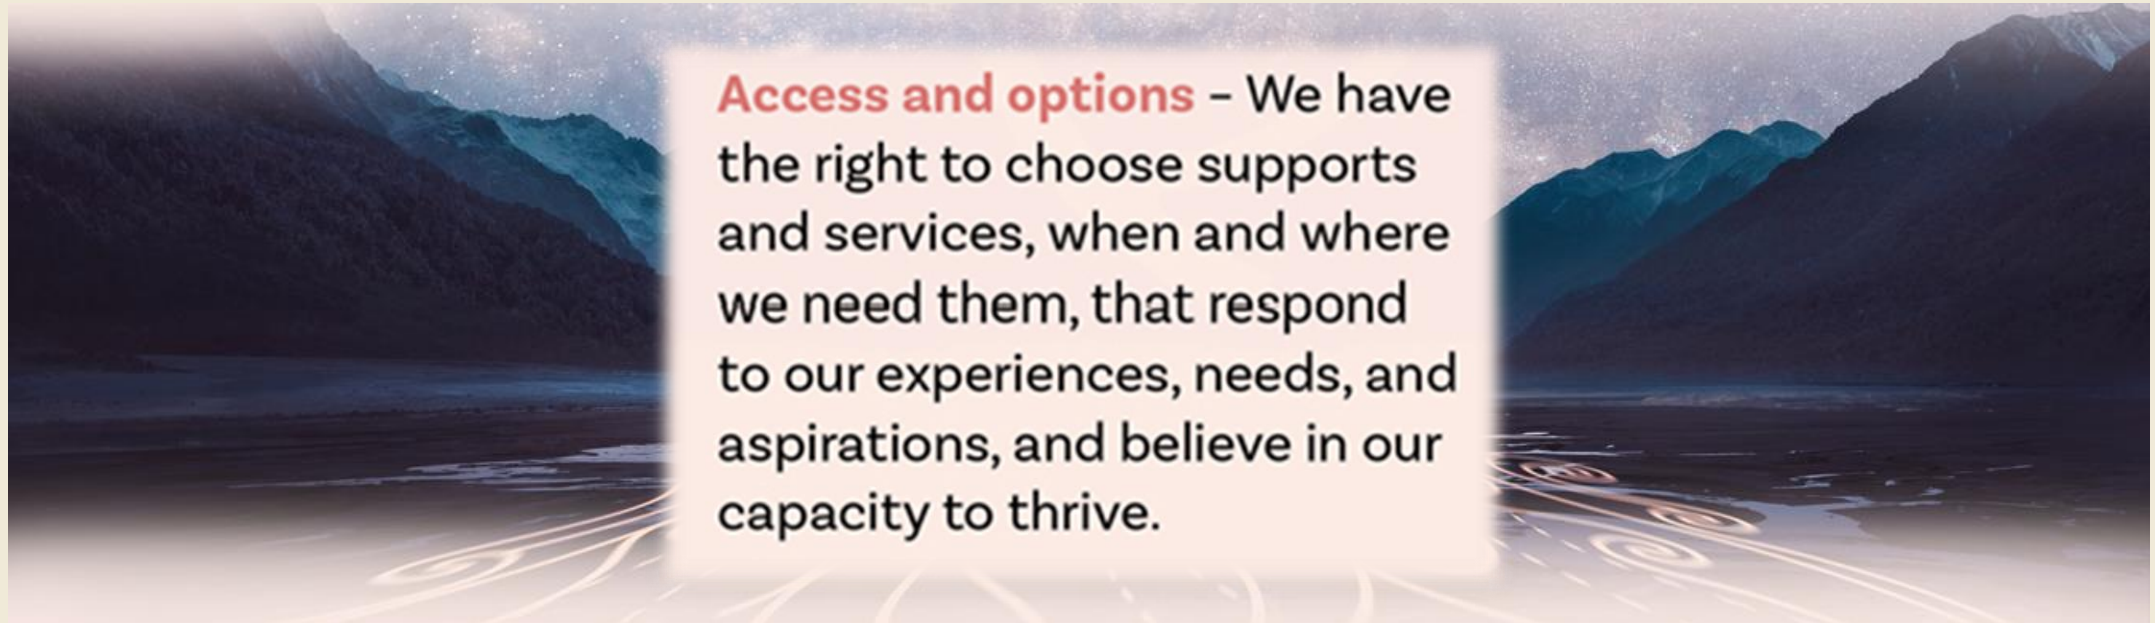 Access and options – We have
the right to choose supports
and services, when and where
we need them, that respond
to our experiences, needs, and
aspirations, and believe in our
capacity to thrive.